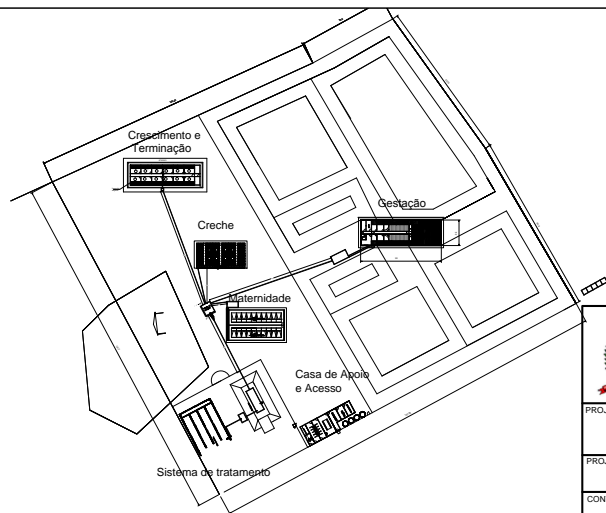 Crescimento e
Terminação
Gestação
Creche
Maternidade
Casa de Apoio
e Acesso
Sistema de tratamento
PROJ
PROJ
CON